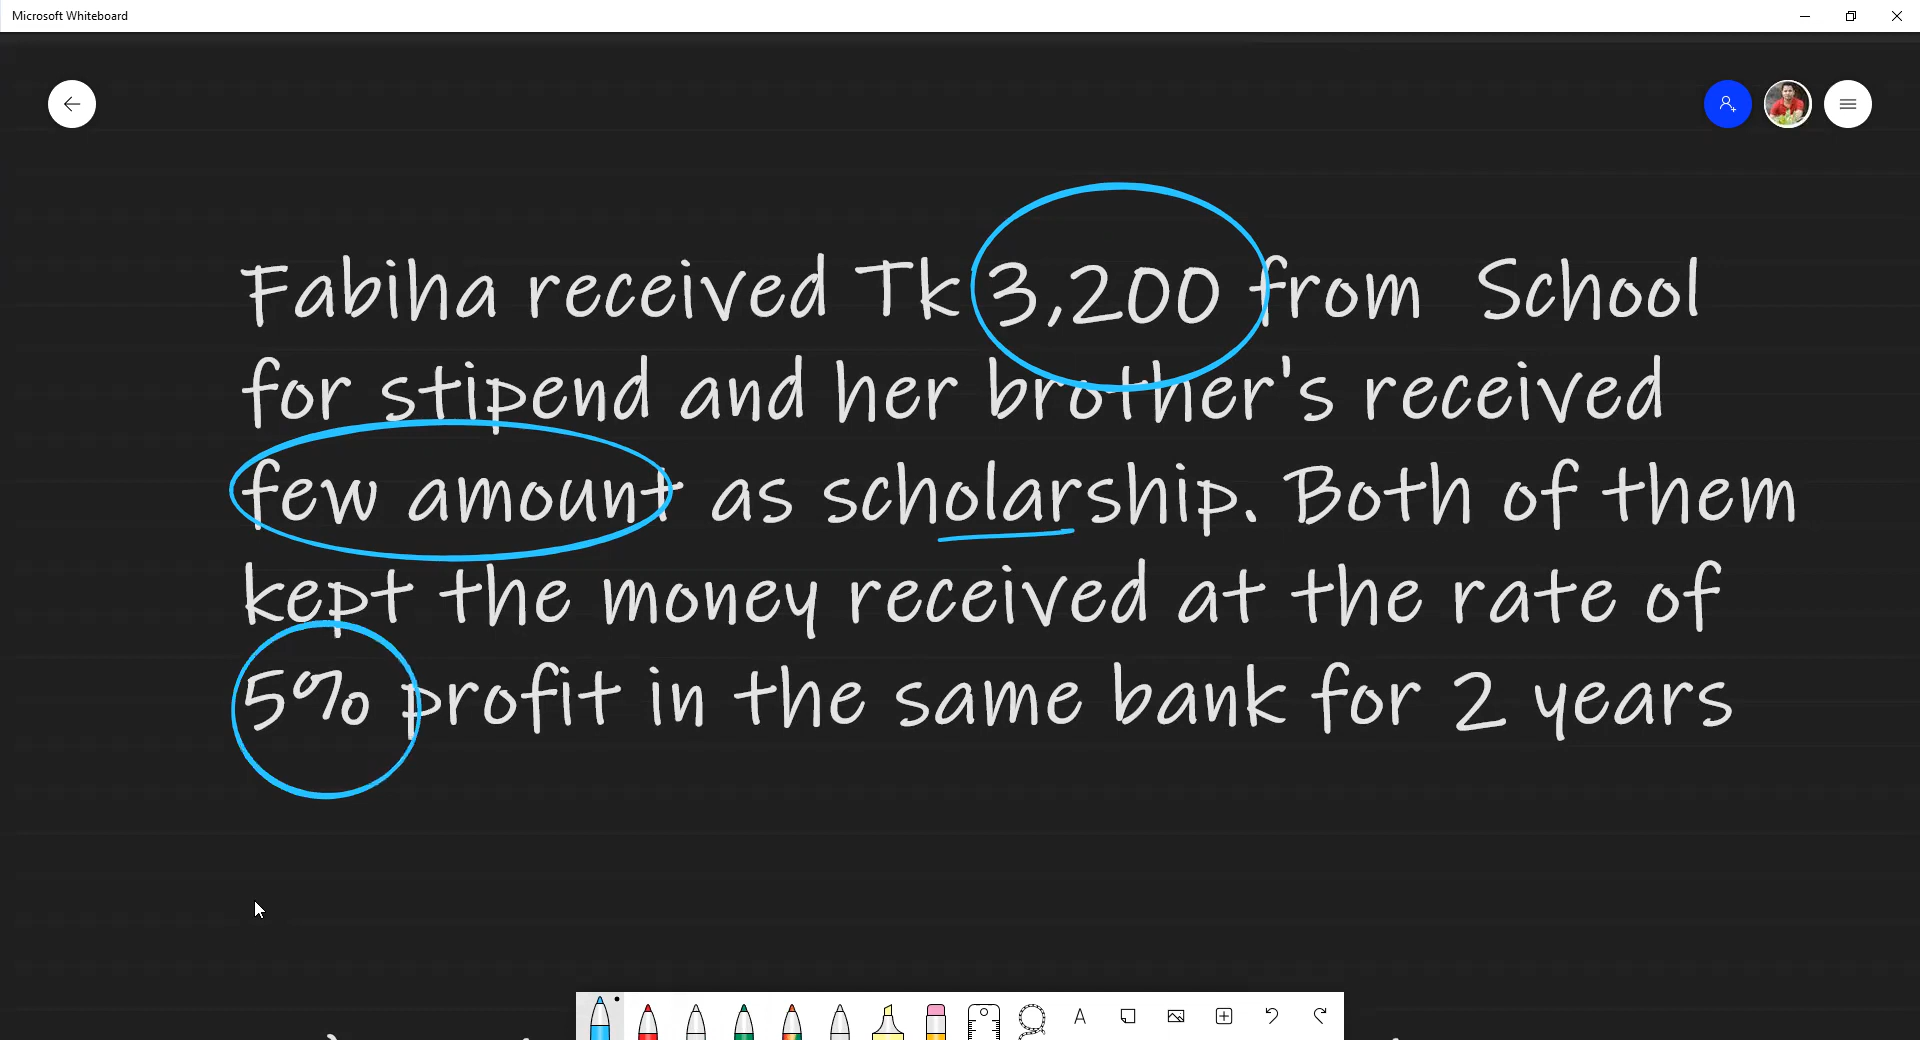 Microsoft Whiteboard
Fabiha received Tk 3,200 from School
for stipend and her brother's received
few amount as scholarship. Both of them
kept the money received at the rate of
5% profit in the same bank for 2 years
A